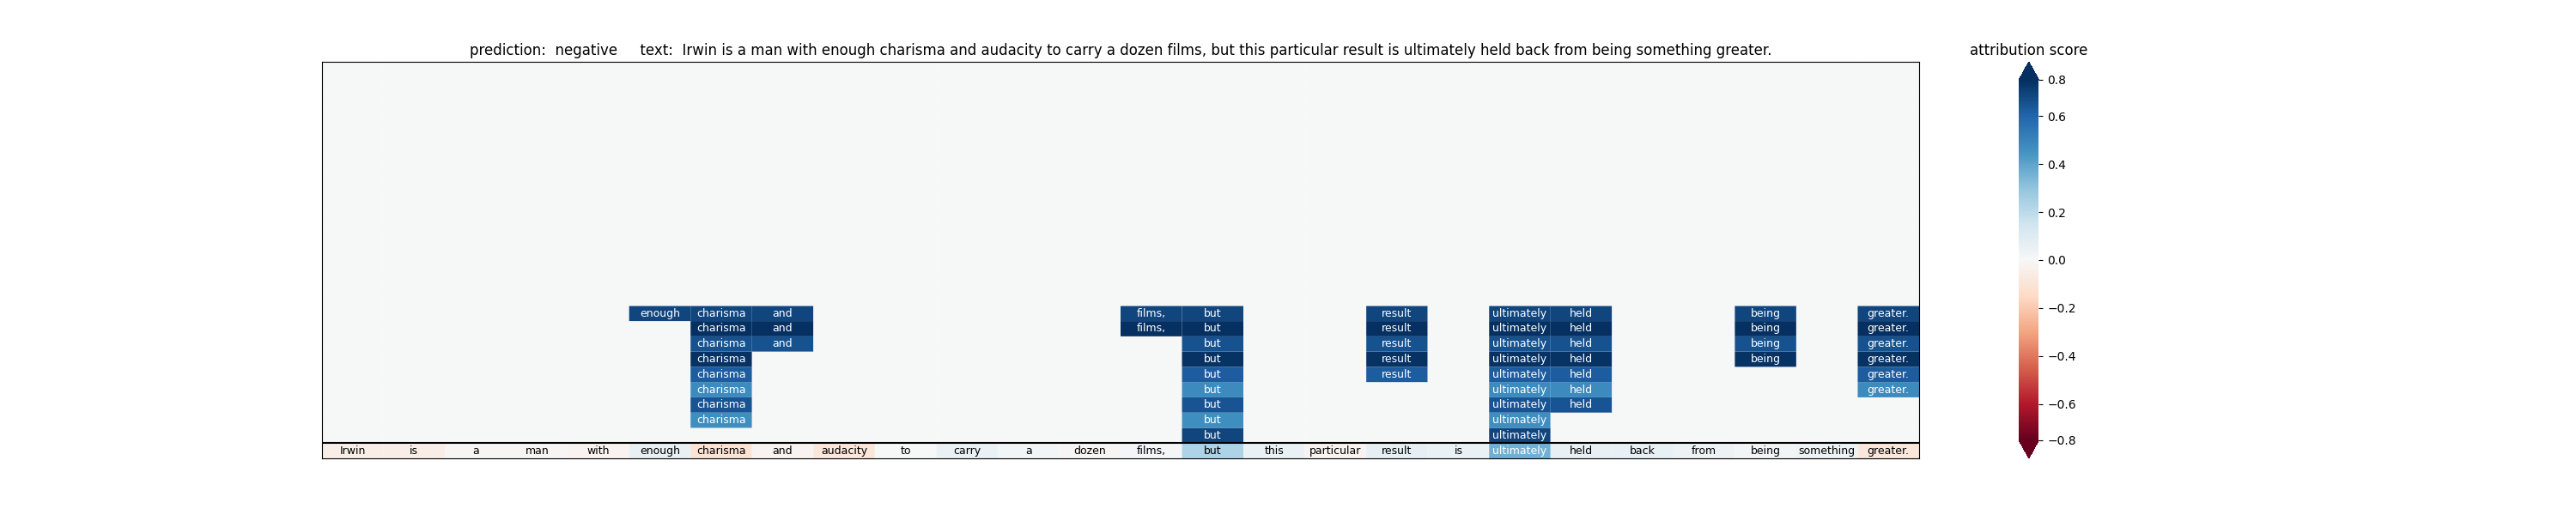 prediction: negative text: Irwin is a man with enough charisma and audacity to carry a dozen films, but this particular result is ultimately held back from being something greater.
attribution score
0.8
0.6
0.4
0.2
0.0
−0.2
−0.4
−0.6
−0.8
enough charisma and films, but result ultimately held being greater.
charisma and films, but result ultimately held being greater.
charisma and but result ultimately held being greater.
charisma but result ultimately held being greater.
charisma but result ultimately held greater.
charisma but ultimately held greater.
charisma but ultimately held
charisma but ultimately
but ultimately
Irwin is a man with enough charisma and audacity to carry a dozen films, but this particular result is ultimately held back from being something greater.